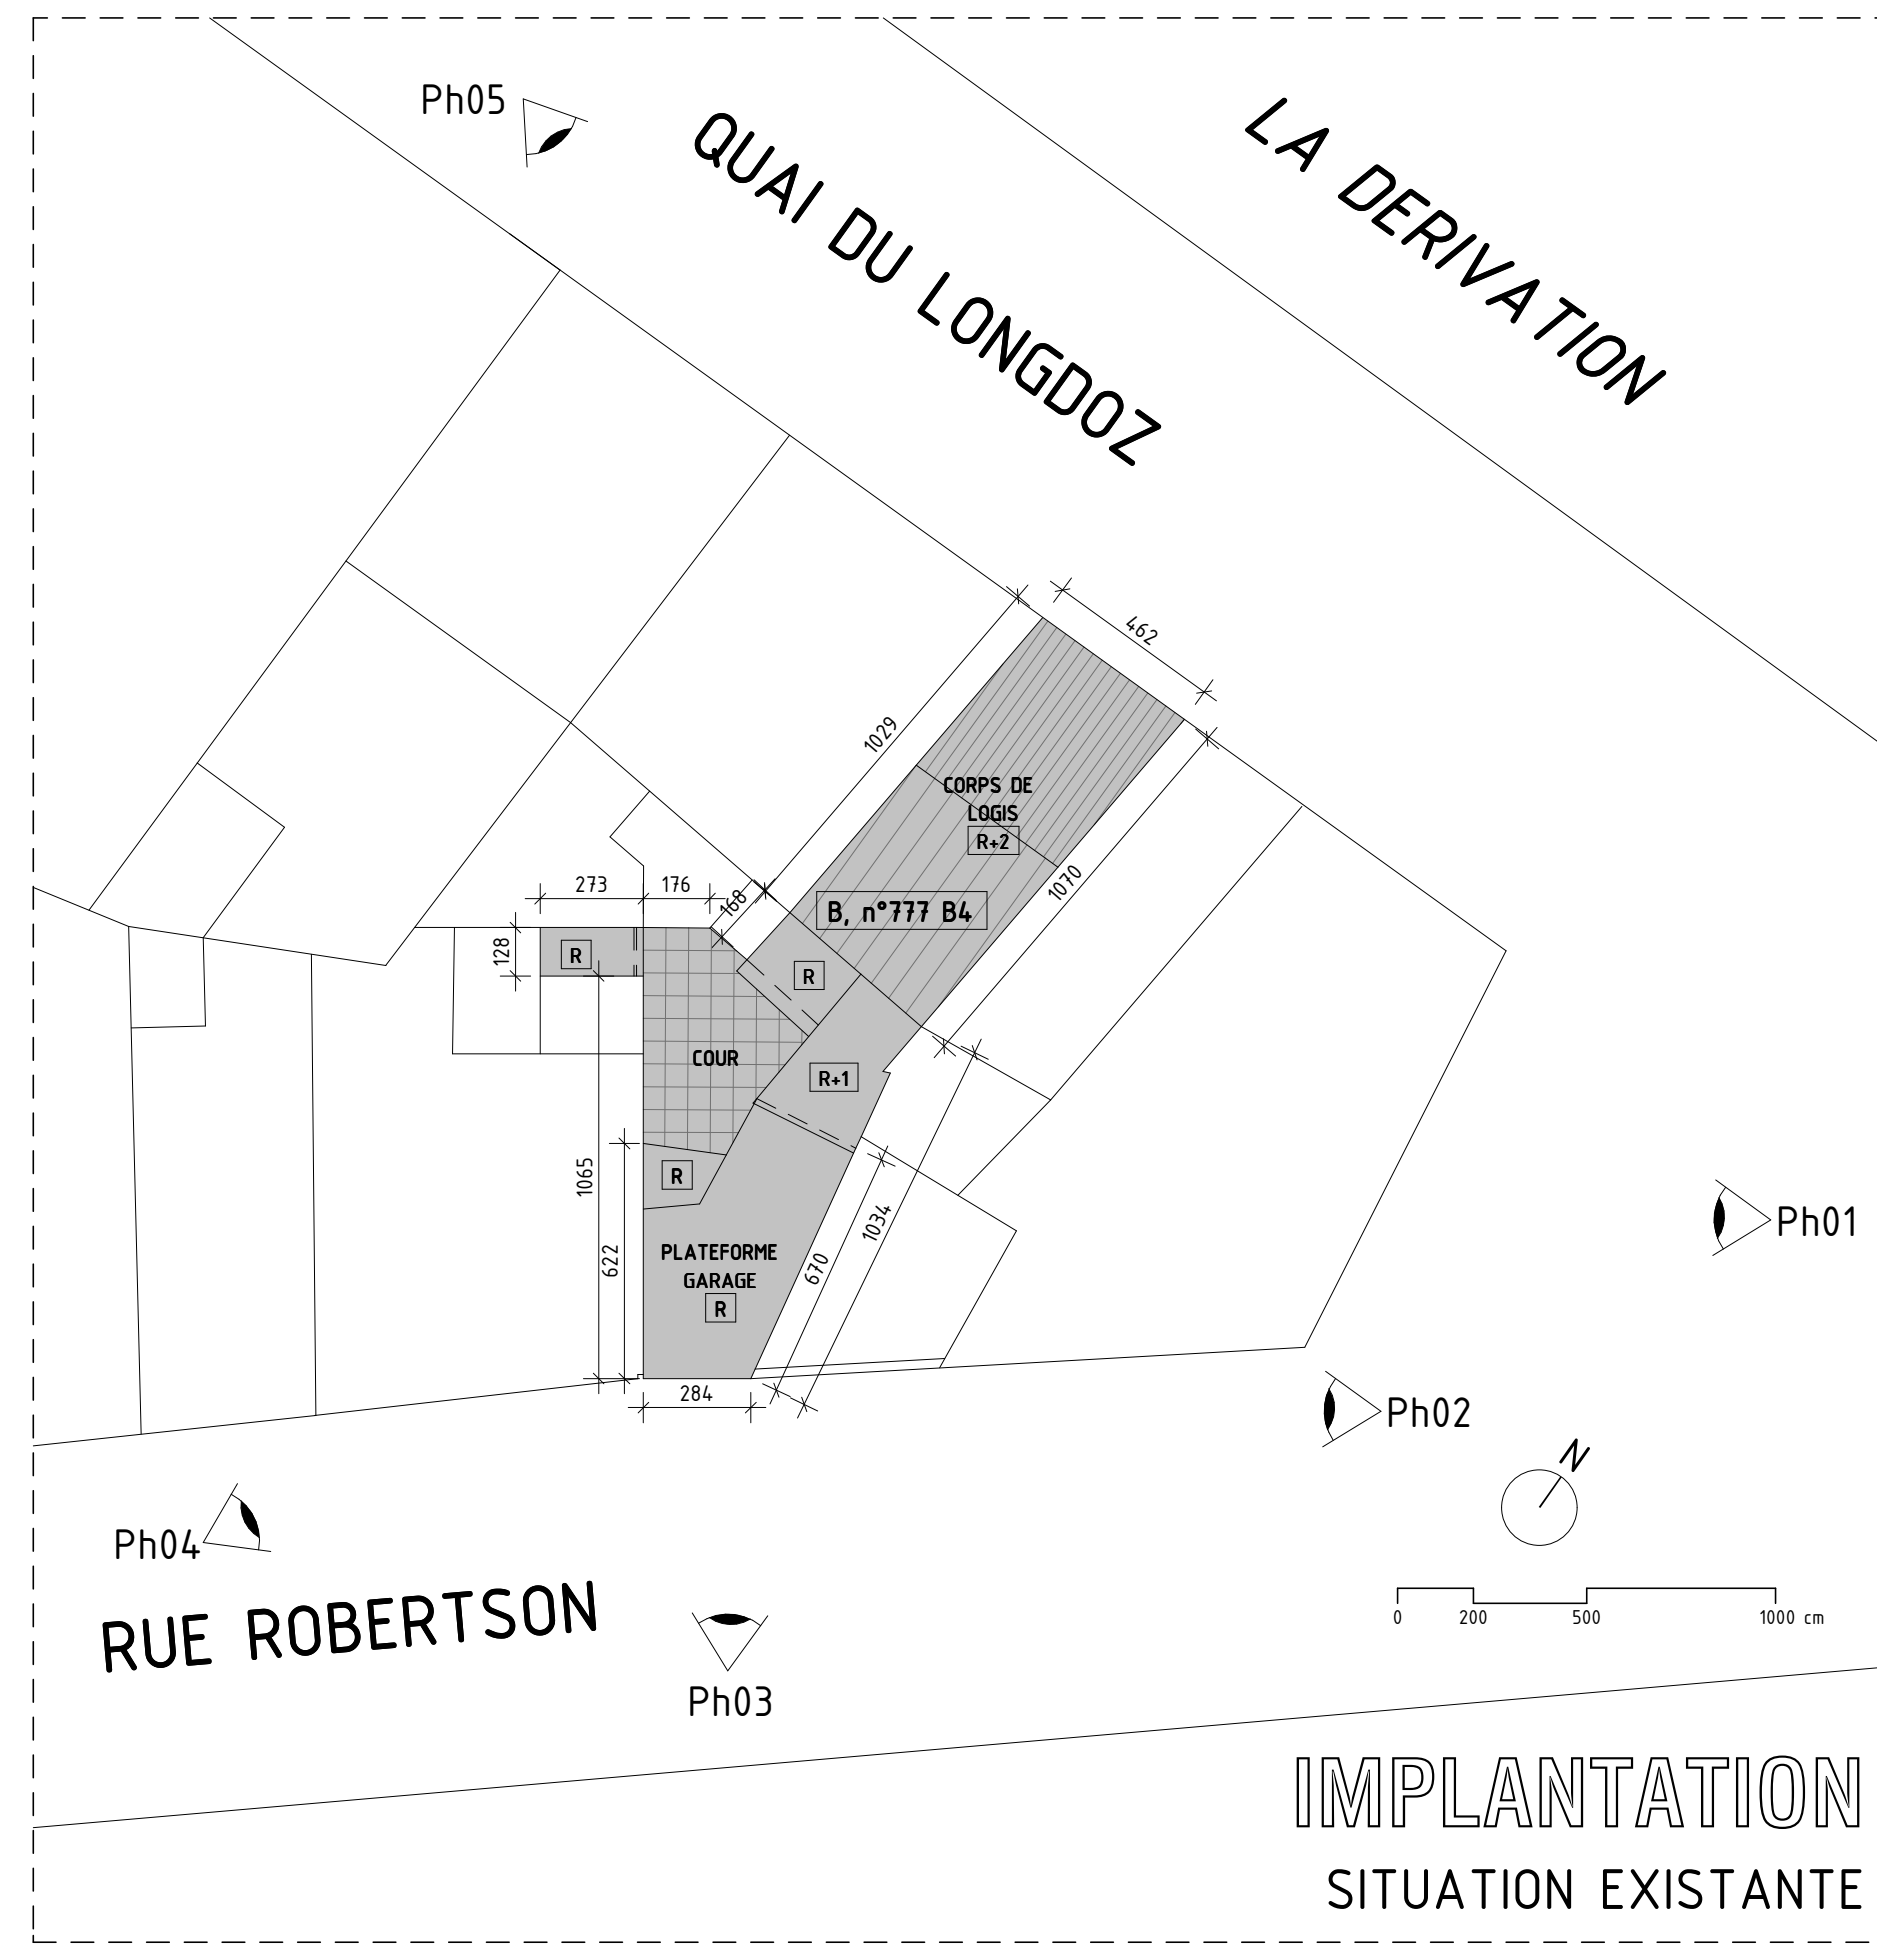 Ph05
QUAI DU LONGDOZ
LA DERIVATION
462
1029
CORPS DE
LOGIS
R+2
1070
B, n°777 B4
273
176
168
128
R
R
COUR
R+1
1065
R
622
1034
670
PLATEFORME
GARAGE
R
284
Ph01
Ph02
N
Ph04
RUE ROBERTSON
Ph03
0 200 500 1000 cm
IMPLANTATION
SITUATION EXISTANTE